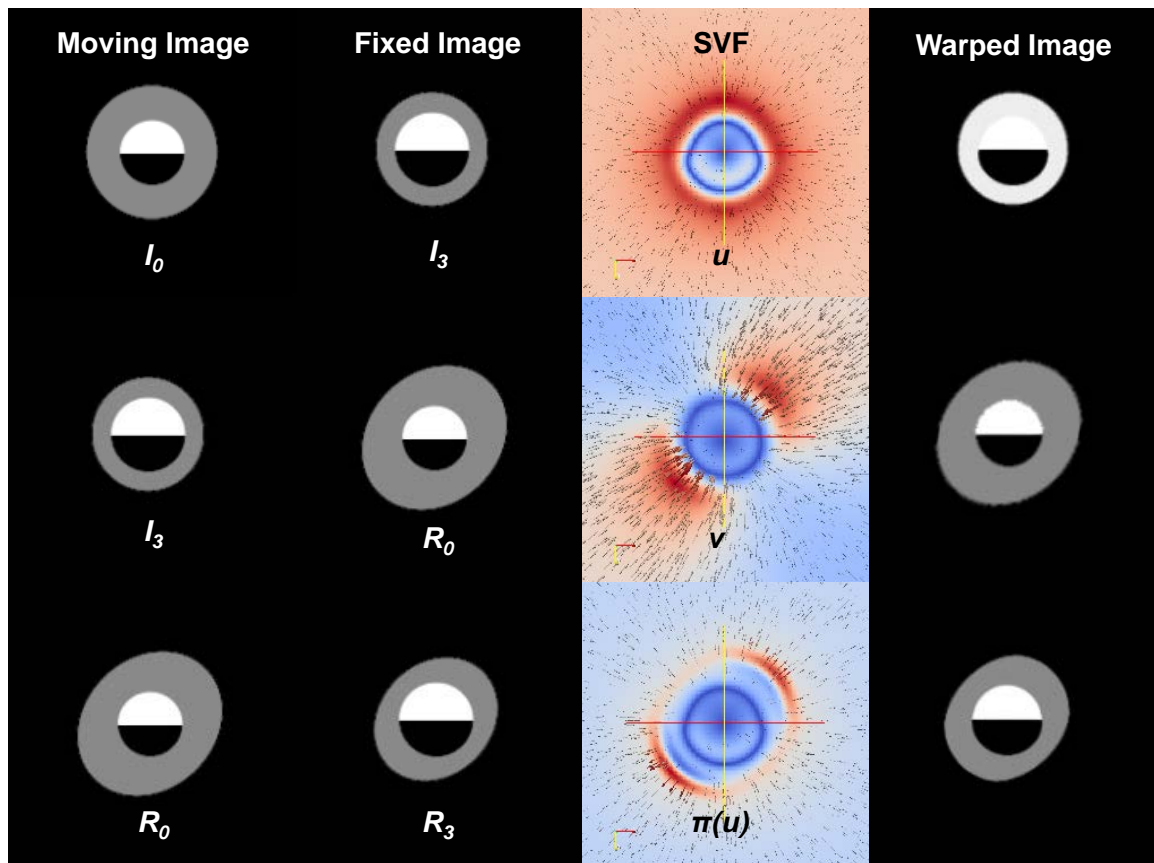 Moving Image Fixed Image SVF Warped Image
I₀ I₃ u
I₃ R₀ v
R₀ R₃ π(u)